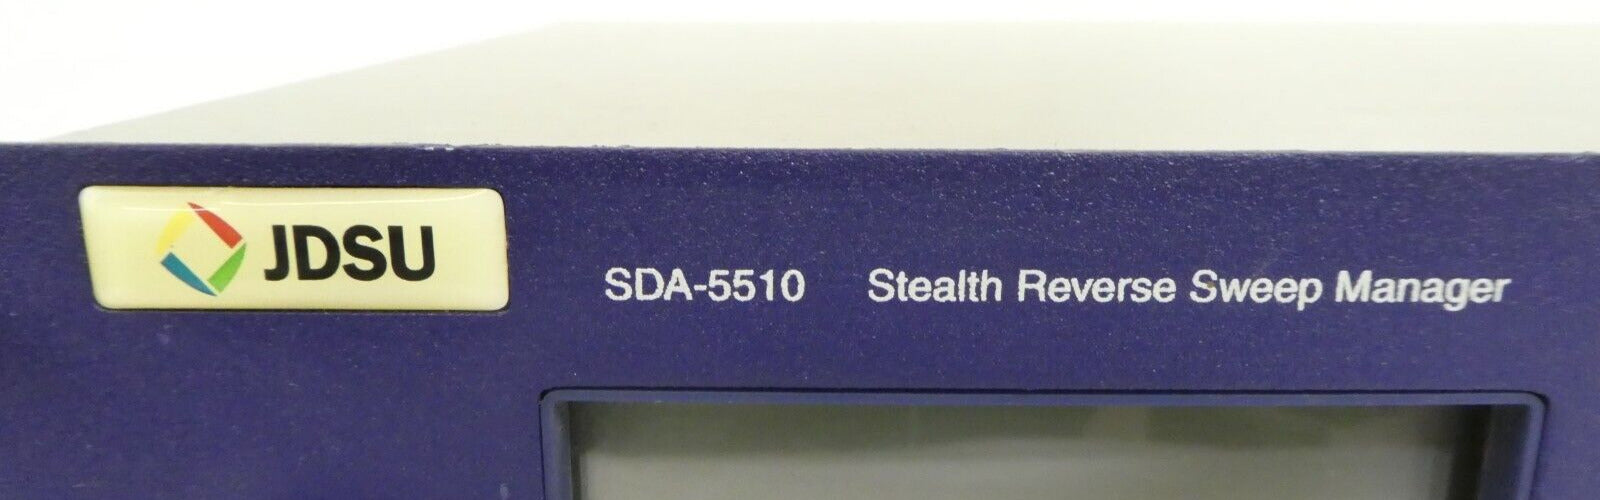 JDSU
SDA-5510 Stealth Reverse Sweep Manager